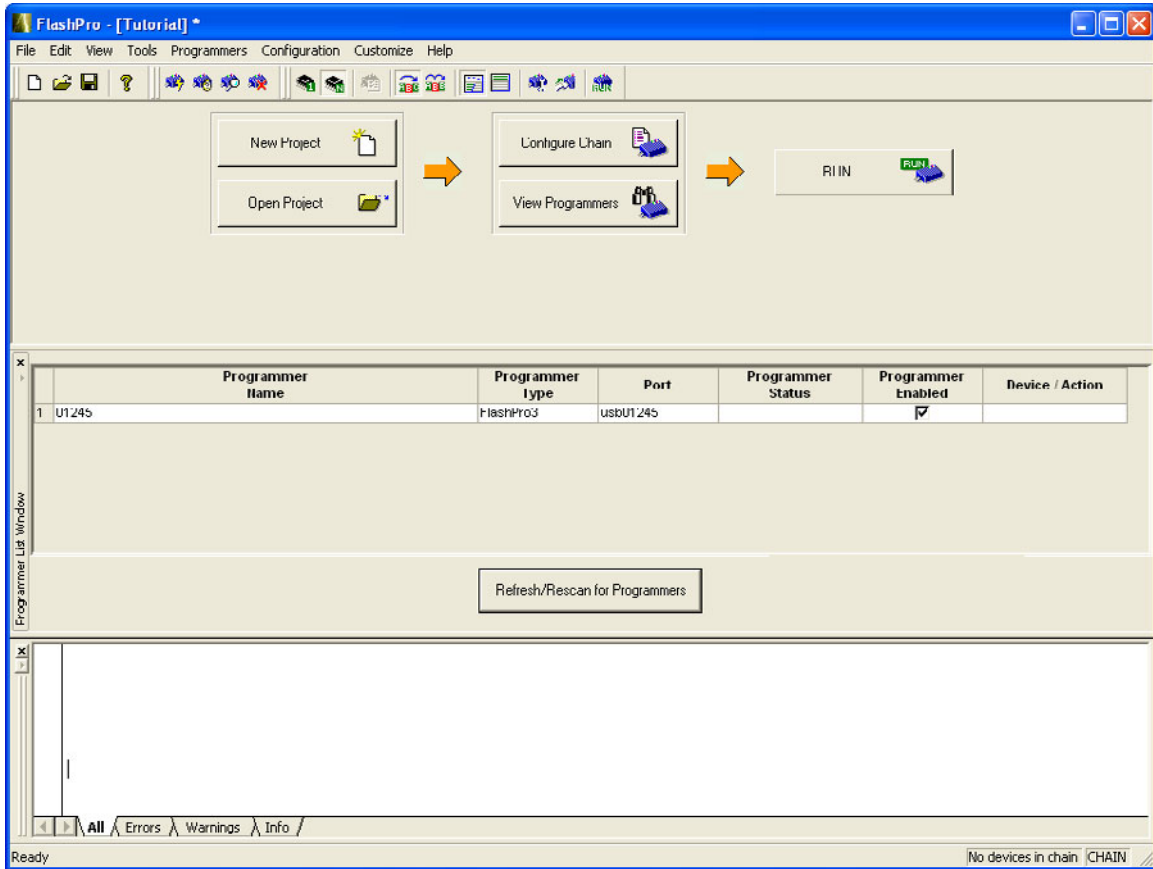 FlashPro - [Tutorial] *
File Edit View Tools Programmers Configuration Customize Help
New Project
Configure Chain
RUN
RUN
Open Project
View Programmers
Programmer Name
Programmer Type
Port
Programmer Status
Programmer Enabled
Device / Action
1 01245 FlashPro3 usb01245
Programmer List Window
Refresh/Rescan for Programmers
All Errors Warnings Info
Ready
No devices in chain CHAIN